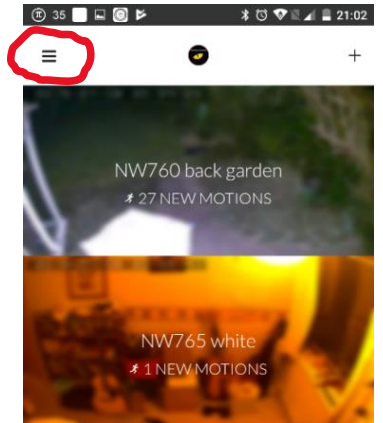 35 21:02
NW760 back garden
27 NEW MOTIONS
NW765 white
1 NEW MOTIONS